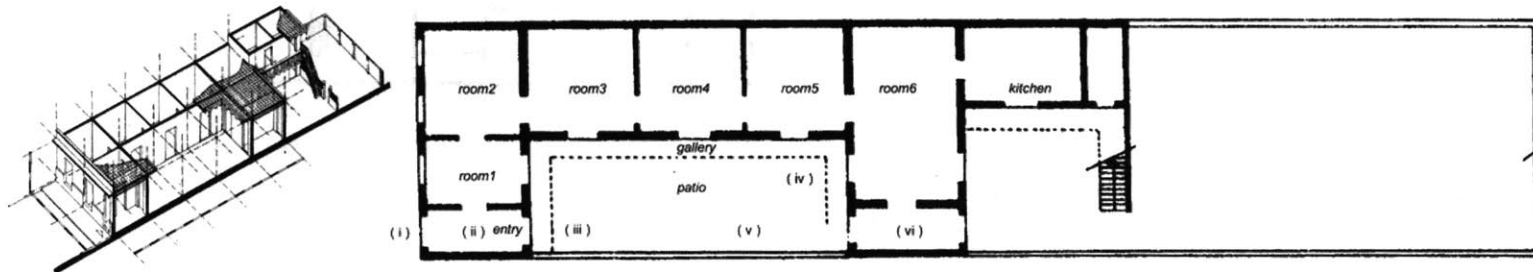 room2
room3
room4
room5
room6
kitchen
gallery
room1
patio
( iv )
( i )
( ii )
entry
( iii )
( v )
( vi )